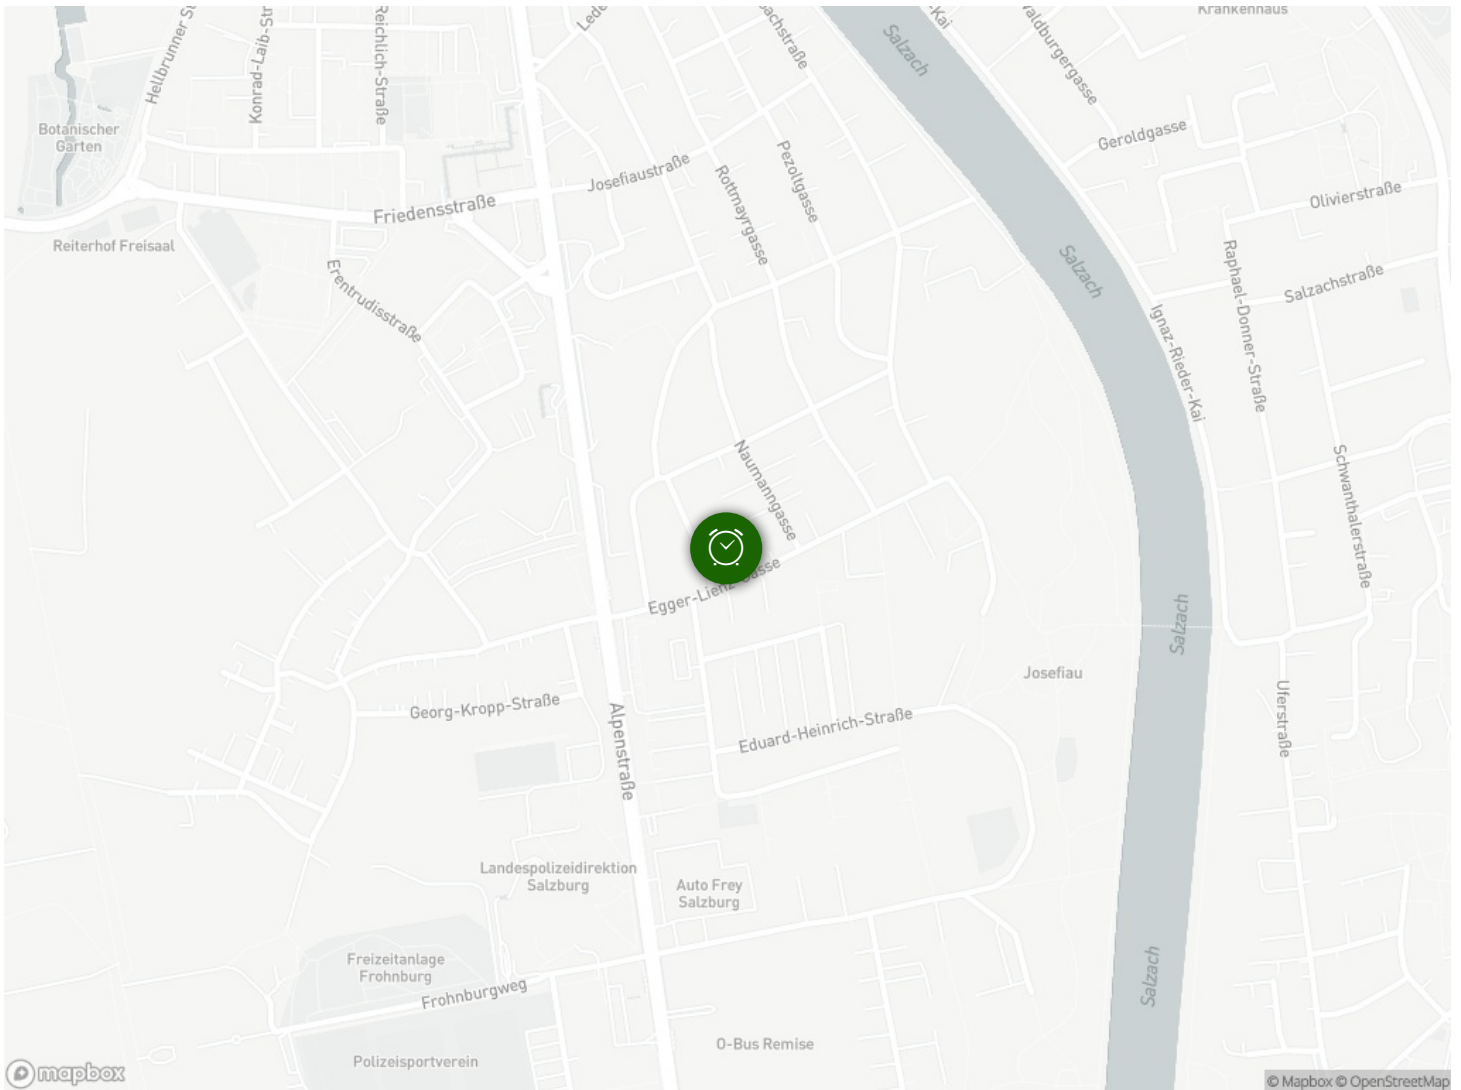 Hellbrunner St
Konrad-Laib-St
Reichlich-Straße
Lede
achstraße
Salzach
-Kai
Waldburgergasse
Krankenhaus
Botanischer
Garten
Geroldgasse
Josefiaustraße
Rottmayrgasse
Pezoltgasse
Olivierstraße
Friedensstraße
Reiterhof Freisaal
Erentrudisstraße
Salzach
Raphael-Donner-Straße
Salzachstraße
Ignaz-Rieder-Kai
Naumanngasse
Schwanthalerstraße
Egger-Lienz-Gasse
Salzach
Josefiau
Georg-Kropp-Straße
Alpenstraße
Eduard-Heinrich-Straße
Uferstraße
Landespolizeidirektion
Salzburg
Auto Frey
Salzburg
Freizeitanlage
Frohnburg
Frohnburgweg
Salzach
O-Bus Remise
Polizeisportverein
mapbox
© Mapbox © OpenStreetMap